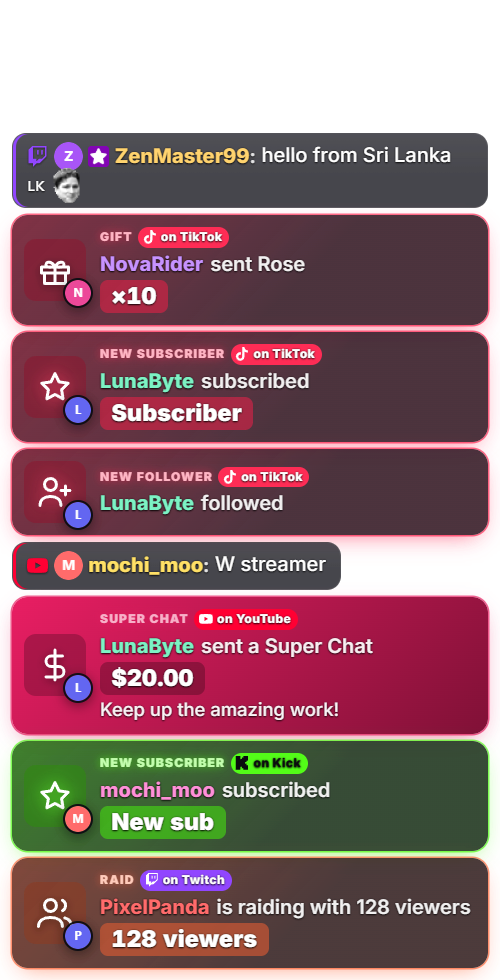 Z ZenMaster99: hello from Sri Lanka
LK
GIFT on TikTok
NovaRider sent Rose
N
×10
NEW SUBSCRIBER on TikTok
LunaByte subscribed
L
Subscriber
NEW FOLLOWER on TikTok
LunaByte followed
L
M mochi_moo: W streamer
SUPER CHAT on YouTube
LunaByte sent a Super Chat
L
$20.00
Keep up the amazing work!
NEW SUBSCRIBER K on Kick
mochi_moo subscribed
M
New sub
RAID on Twitch
PixelPanda is raiding with 128 viewers
P
128 viewers